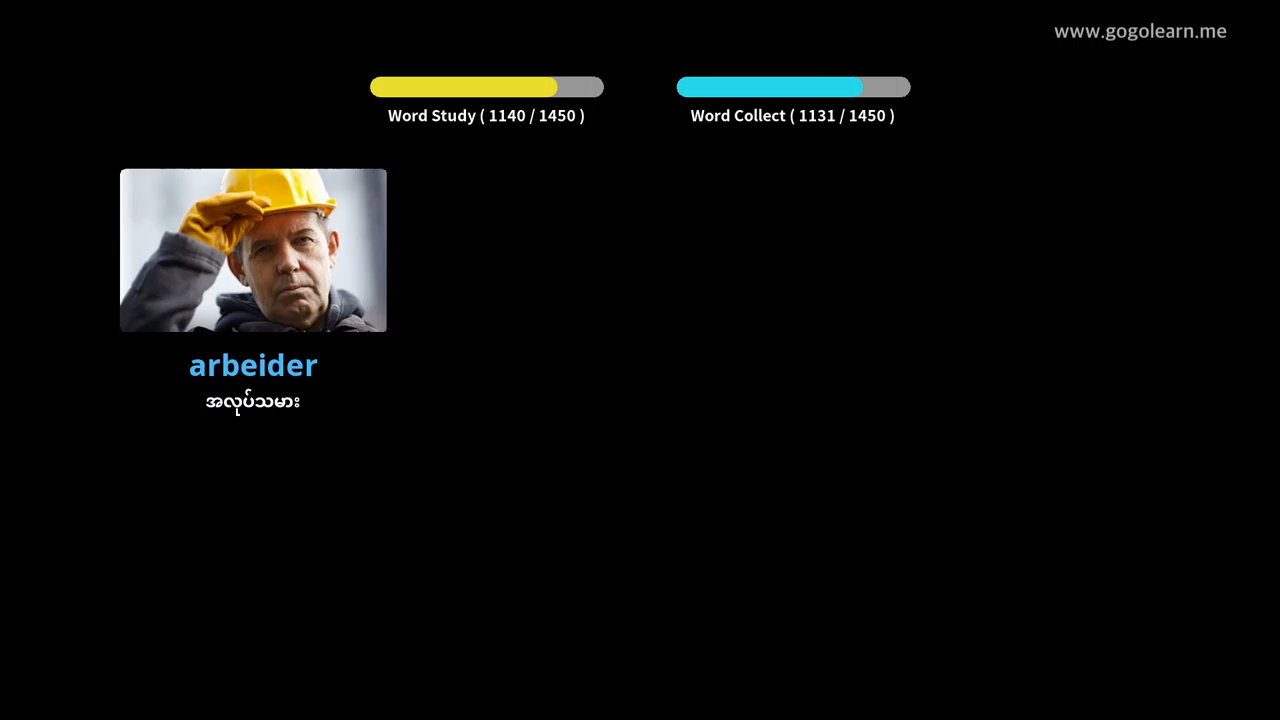 www.gogolearn.me
Word Study ( 1140 / 1450 )
Word Collect ( 1131 / 1450 )
arbeider
အလုပ်သမား